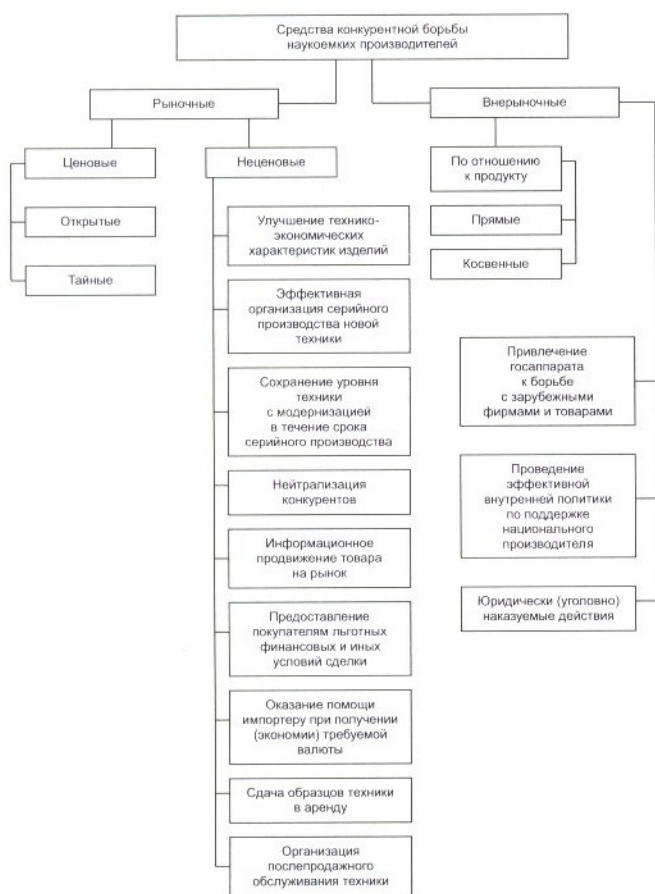 Средства конкурентной борьбы
наукоемких производителей
Рыночные
Внерыночные
Ценовые
Открытые
Тайные
Неценовые
Улучшение технико-
экономических
характеристик изделий
Эффективная
организация серийного
производства новой
техники
Сохранение уровня
техники
с модернизацией
в течение срока
серийного производства
Нейтрализация
конкурентов
Информационное
продвижение товара
на рынок
Предоставление
покупателям льготных
финансовых и иных
условий сделки
Оказание помощи
импортеру при получении
(экономии) требуемой
валюты
Сдача образцов техники
в аренду
Организация
послепродажного
обслуживания техники
По отношению
к продукту
Прямые
Косвенные
Привлечение
госаппарата
к борьбе
с зарубежными
фирмами и товарами
Проведение
эффективной
внутренней политики
по поддержке
национального
производителя
Юридически (уголовно)
наказуемые действия